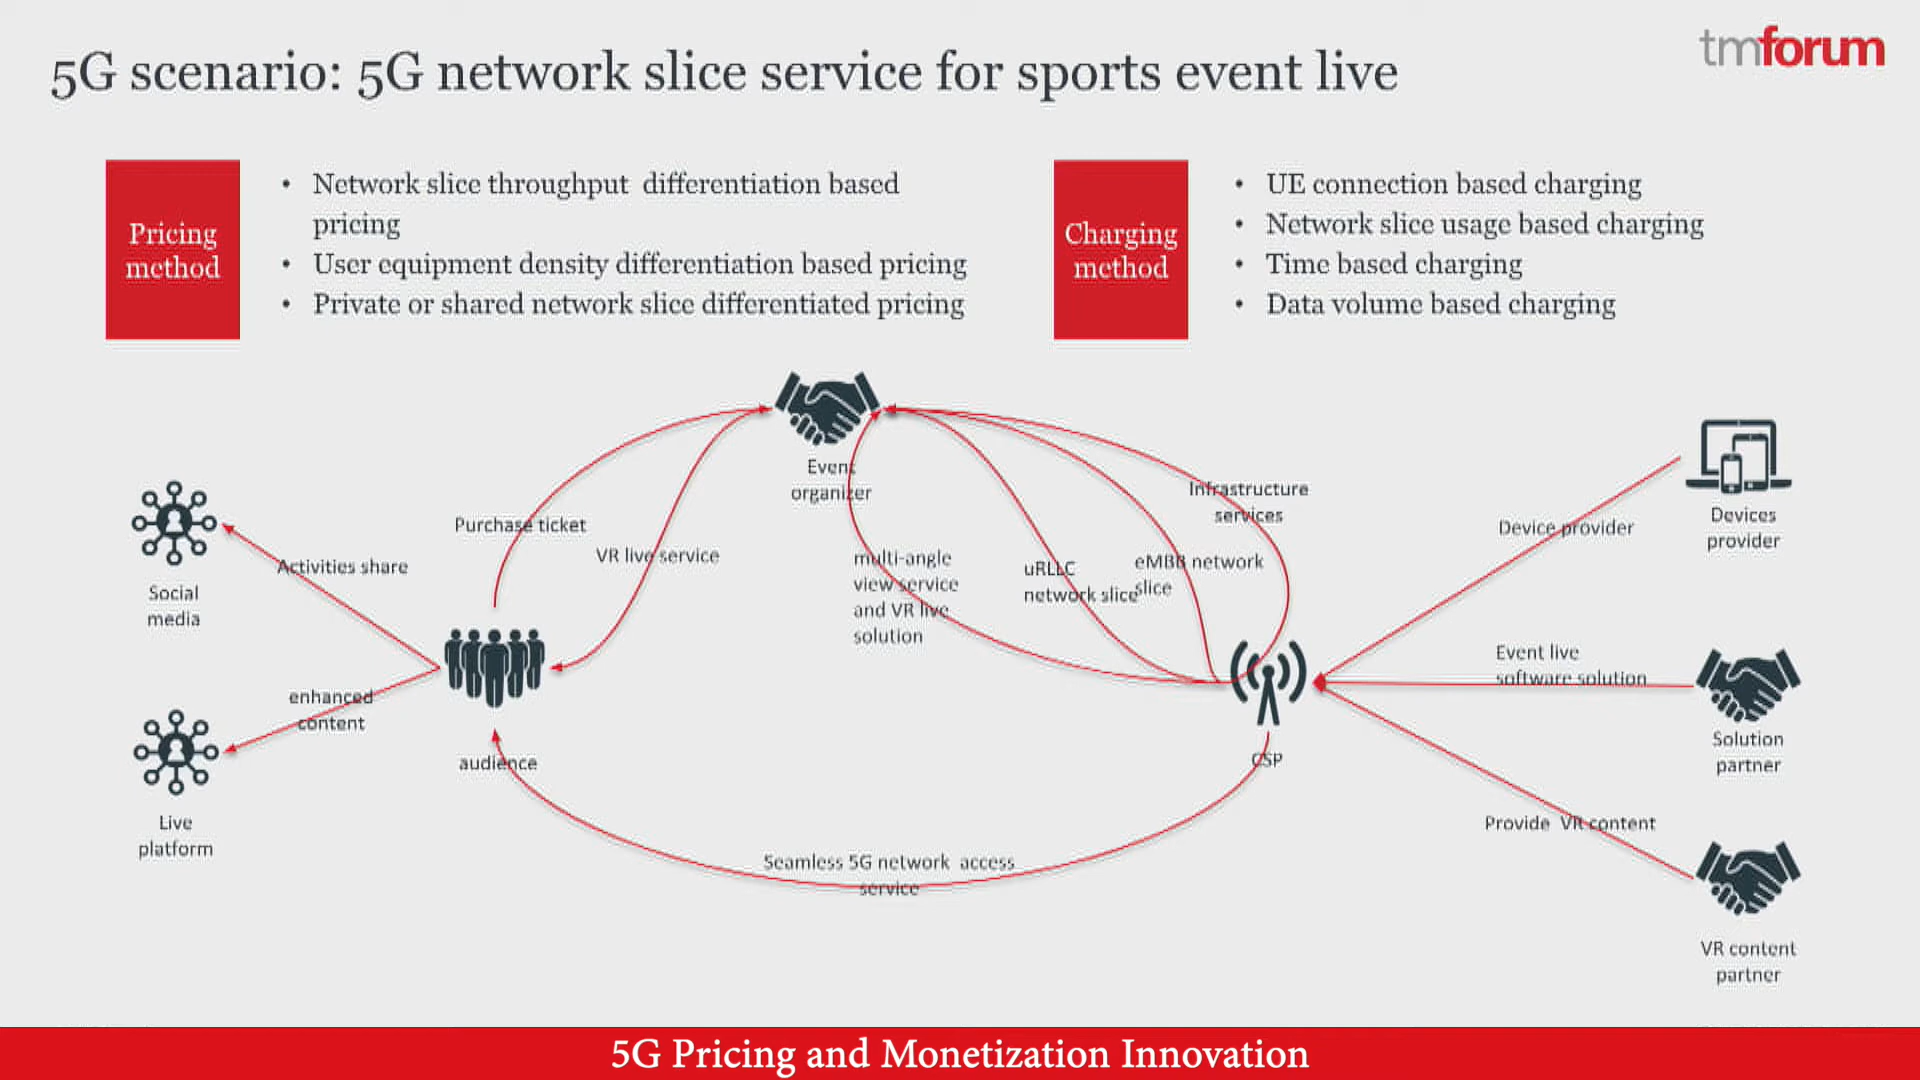 5G scenario: 5G network slice service for sports event live
tmforum
Pricing
method
• Network slice throughput differentiation based
pricing
• User equipment density differentiation based pricing
• Private or shared network slice differentiated pricing
Charging
method
• UE connection based charging
• Network slice usage based charging
• Time based charging
• Data volume based charging
Event
organizer
Social
media
Live
platform
Activities share
enhanced
content
Purchase ticket
VR live service
audience
multi-angle
view service
and VR live
solution
uRLLC
network slice
eMBB network
slice
Infrastructure
services
CSP
Seamless 5G network access
service
Device provider
Devices
provider
Event live
software solution
Solution
partner
Provide VR content
VR content
partner
5G Pricing and Monetization Innovation